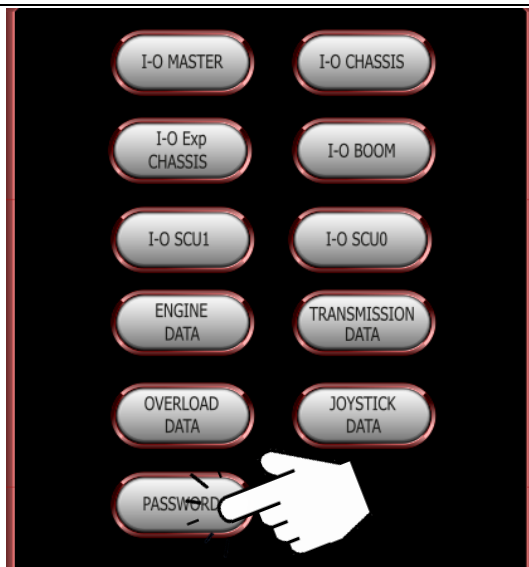 I-O MASTER
I-O CHASSIS
I-O Exp
CHASSIS
I-O BOOM
I-O SCU1
I-O SCU0
ENGINE
DATA
TRANSMISSION
DATA
OVERLOAD
DATA
JOYSTICK
DATA
PASSWORD